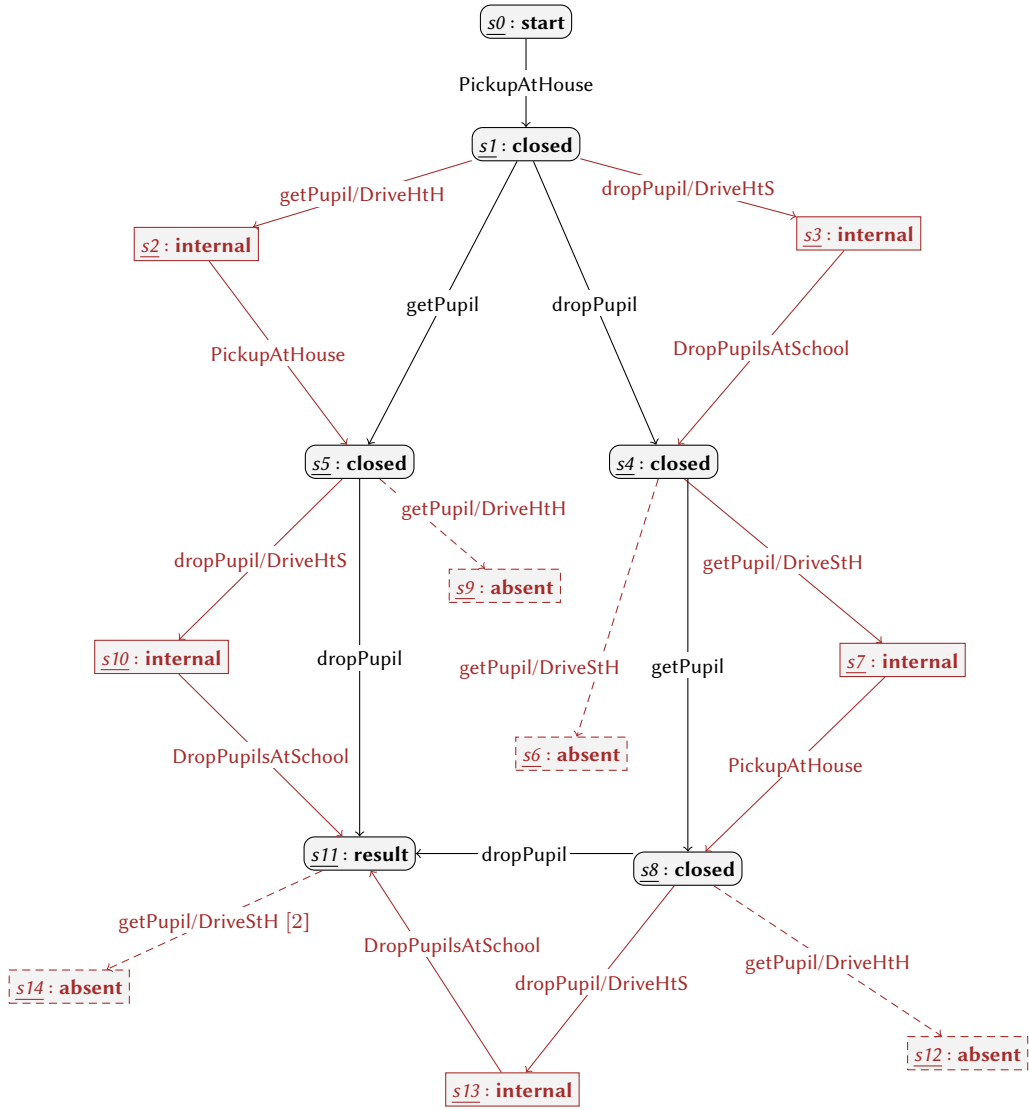 s0 : start
PickupAtHouse
s1 : closed
getPupil/DriveHtH
dropPupil/DriveHtS
s2 : internal
s3 : internal
getPupil
dropPupil
PickupAtHouse
DropPupilsAtSchool
s5 : closed
s4 : closed
getPupil/DriveHtH
dropPupil/DriveHtS
getPupil/DriveStH
s9 : absent
s10 : internal
dropPupil
getPupil/DriveStH
getPupil
s7 : internal
DropPupilsAtSchool
s6 : absent
PickupAtHouse
s11 : result
dropPupil
s8 : closed
getPupil/DriveStH [2]
DropPupilsAtSchool
getPupil/DriveHtH
dropPupil/DriveHtS
s14 : absent
s12 : absent
s13 : internal